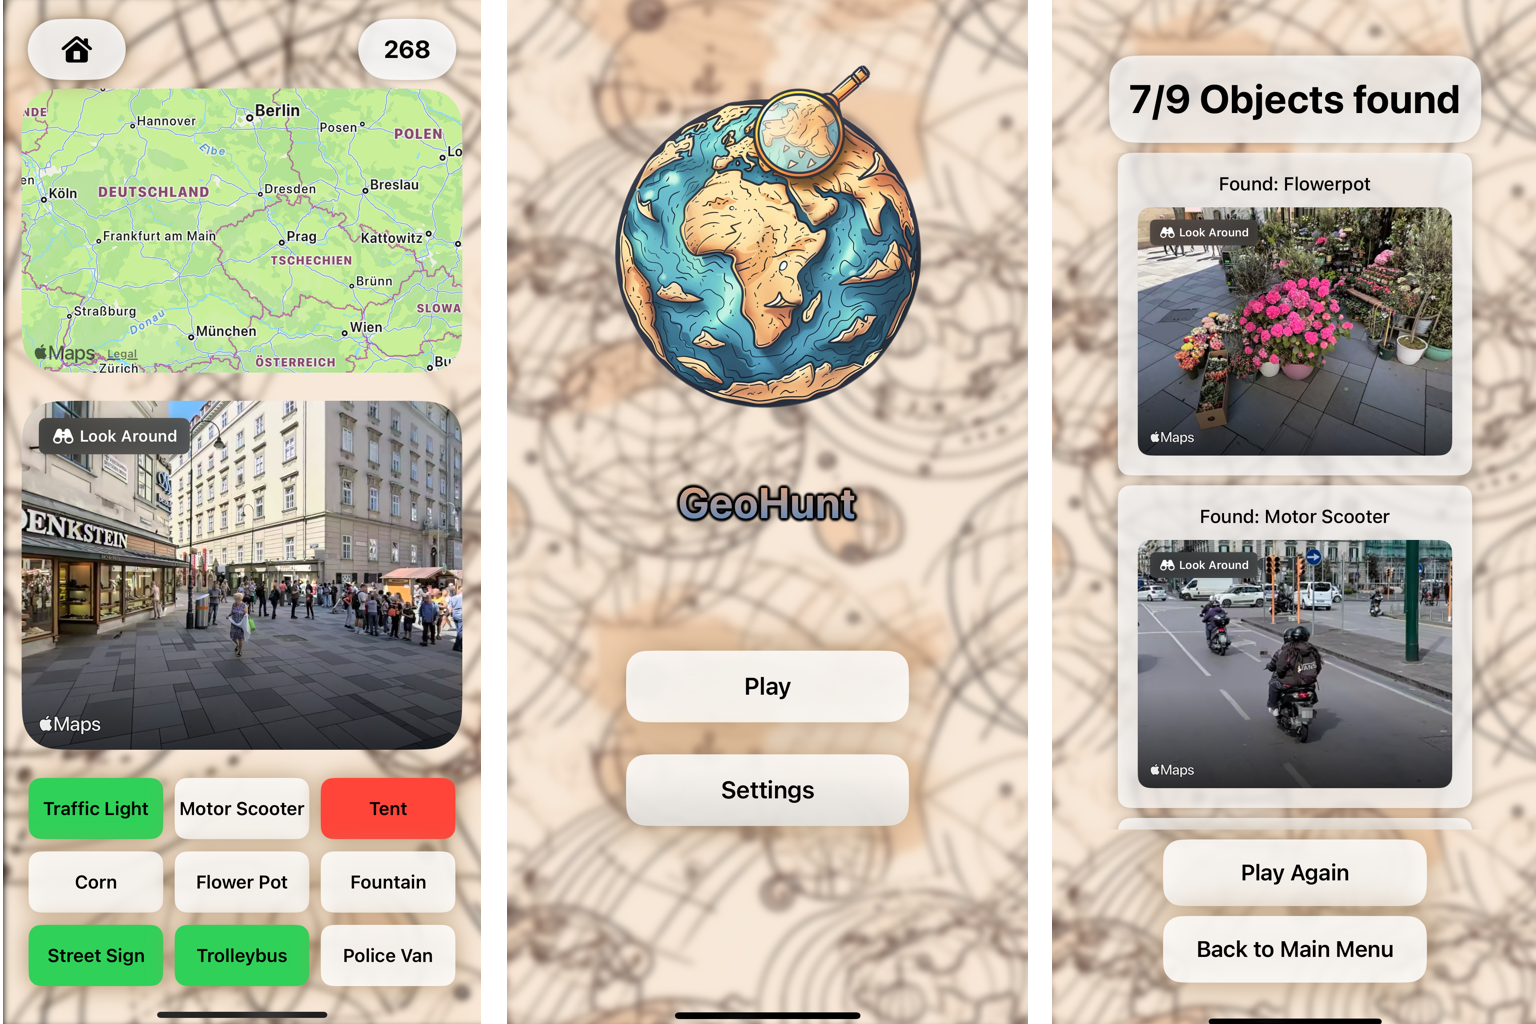 268
NDE
Hannover
Berlin
Posen
POLEN
Elbe
Lo
en
Köln
DEUTSCHLAND
Dresden
Breslau
Frankfurt am Main
Prag
Kattowitz
TSCHECHIEN
Brünn
Straßburg
SLOWA
Donau
München
Wien
Maps
Legal
ÖSTERREICH
Bu
Zürich
Look Around
DENKSTEIN
Maps
Traffic Light
Motor Scooter
Tent
Corn
Flower Pot
Fountain
Street Sign
Trolleybus
Police Van
GeoHunt
Play
Settings
7/9 Objects found
Found: Flowerpot
Look Around
Maps
Found: Motor Scooter
Look Around
VANS
Maps
Play Again
Back to Main Menu